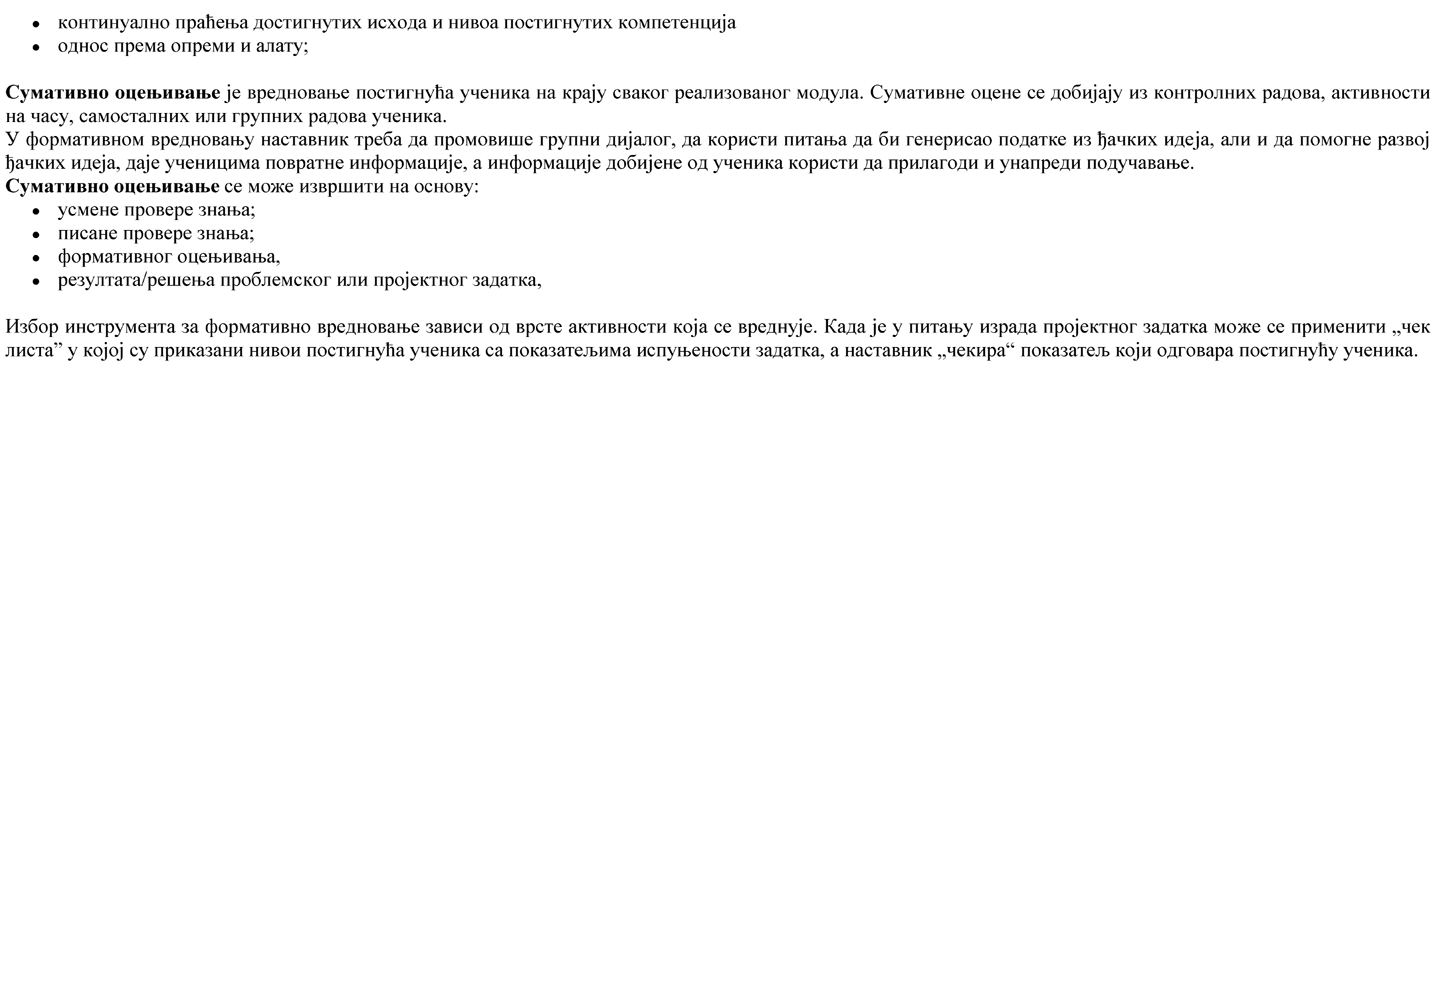 • континуално праћења достигнутих исхода и нивоа постигнутих компетенција
• однос према опреми и алату;
Сумативно оцењивање је вредновање постигнућа ученика на крају сваког реализованог модула. Сумативне оцене се добијају из контролних радова, активности
на часу, самосталних или групних радова ученика.
У формативном вредновању наставник треба да промовише групни дијалог, да користи питања да би генерисао податке из ђачких идеја, али и да помогне развој
ђачких идеја, даје ученицима повратне информације, а информације добијене од ученика користи да прилагоди и унапреди подучавање.
Сумативно оцењивање се може извршити на основу:
• усмене провере знања;
• писане провере знања;
• формативног оцењивања,
• резултата/решења проблемског или пројектног задатка,
Избор инструмента за формативно вредновање зависи од врсте активности која се вреднује. Када је у питању израда пројектног задатка може се применити „чек
листа” у којој су приказани нивои постигнућа ученика са показатељима испуњености задатка, а наставник „чекира“ показатељ који одговара постигнућу ученика.